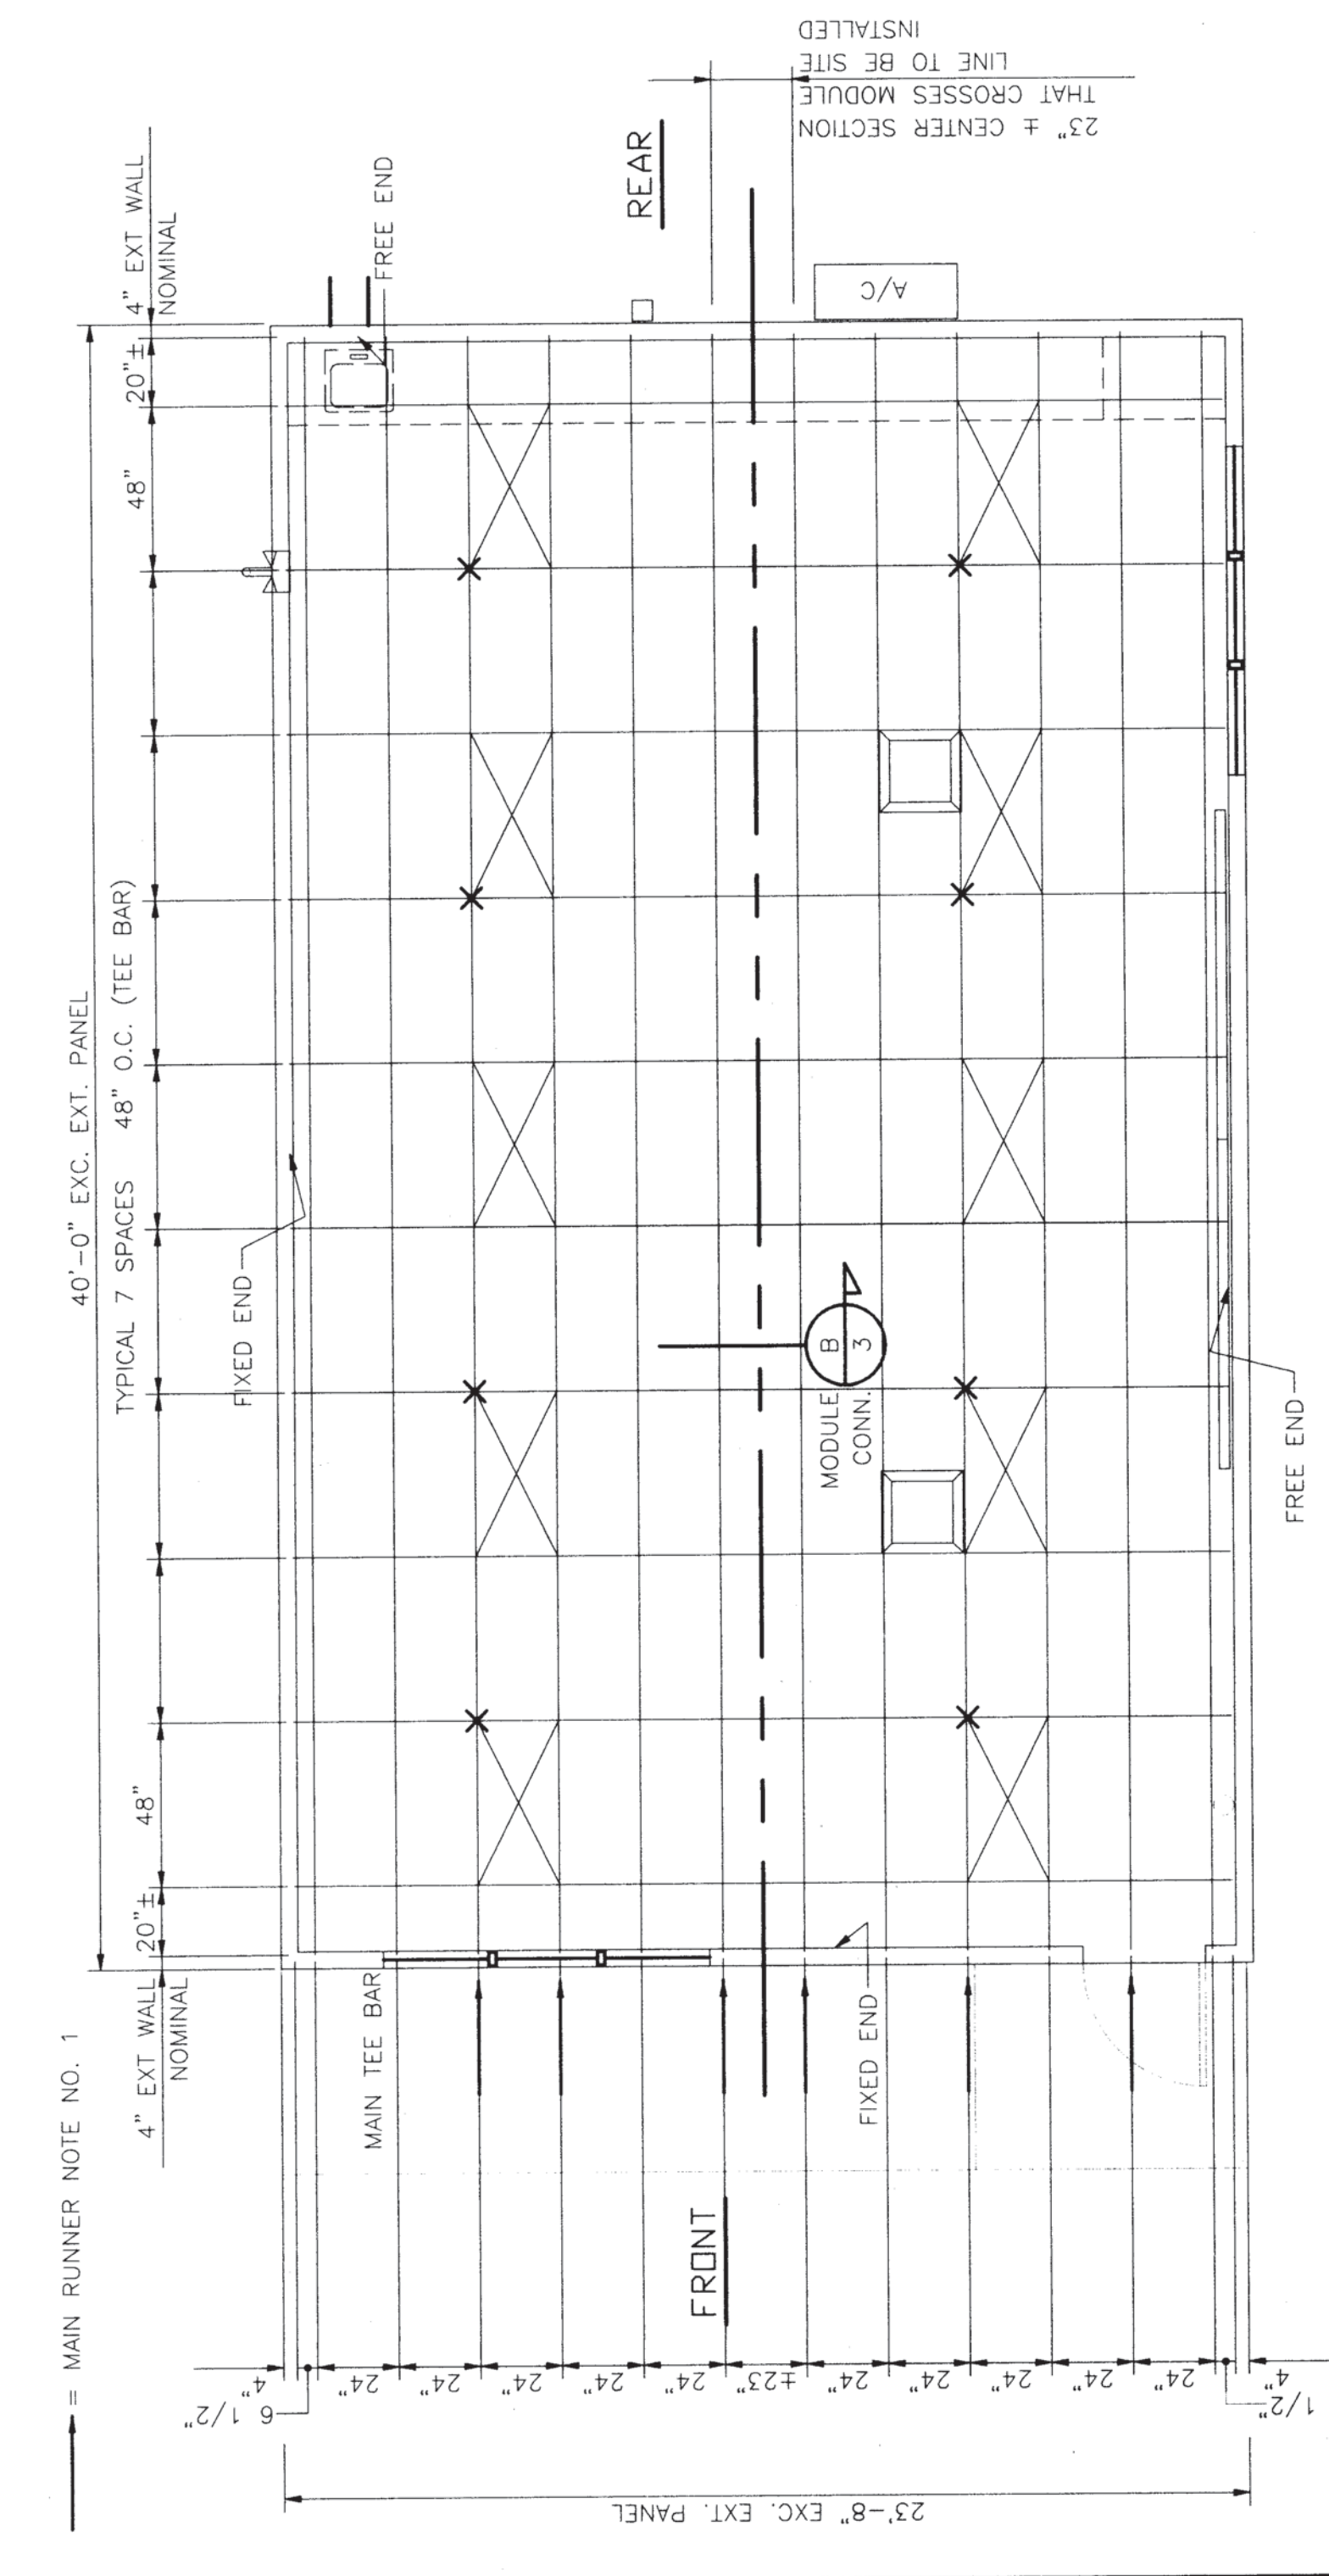 = MAIN RUNNER NOTE NO. 1
40'-0" EXC. EXT. PANEL
TYPICAL 7 SPACES 48" O.C. (TEE BAR)
4" EXT WALL
NOMINAL
20"±
48"
48"
20"±
4" EXT WALL
NOMINAL
FIXED END
FREE END
MAIN TEE BAR
FRONT
REAR
23" ± CENTER SECTION
THAT CROSSES MODULE
LINE TO BE SITE
INSTALLED
A/C
MODULE
CONN.
B
3
FIXED END
FREE END
4"
6 1/2"
24"
24"
24"
24"
24"
±23"
24"
24"
24"
24"
24"
1/2"
4"
23'-8" EXC. EXT. PANEL